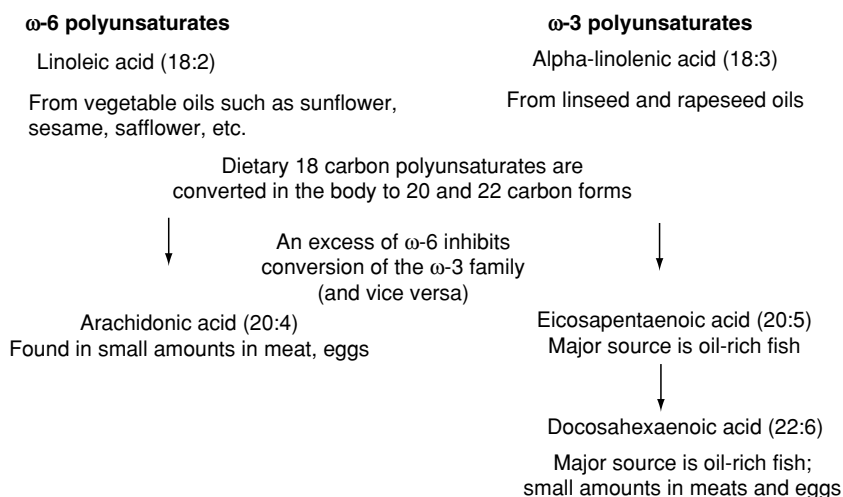 ω-6 polyunsaturates
Linoleic acid (18:2)
From vegetable oils such as sunflower,
sesame, safflower, etc.
ω-3 polyunsaturates
Alpha-linolenic acid (18:3)
From linseed and rapeseed oils
Dietary 18 carbon polyunsaturates are
converted in the body to 20 and 22 carbon forms
An excess of ω-6 inhibits
conversion of the ω-3 family
(and vice versa)
Arachidonic acid (20:4)
Found in small amounts in meat, eggs
Eicosapentaenoic acid (20:5)
Major source is oil-rich fish
Docosahexaenoic acid (22:6)
Major source is oil-rich fish;
small amounts in meats and eggs